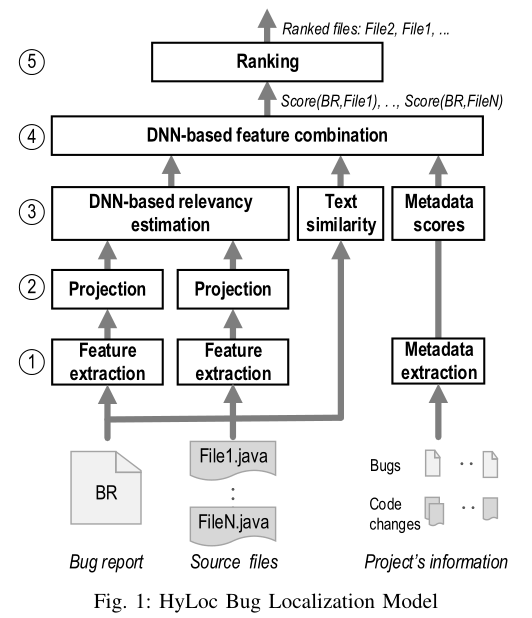 Ranked files: File2, File1, ...
5
Ranking
Score(BR,File1), . ., Score(BR,FileN)
4
DNN-based feature combination
3
DNN-based relevancy
estimation
Text
similarity
Metadata
scores
2
Projection
Projection
1
Feature
extraction
Feature
extraction
Metadata
extraction
BR
File1.java
:
FileN.java
Bugs
. .
Code
changes
. .
Bug report
Source files
Project's information
Fig. 1: HyLoc Bug Localization Model